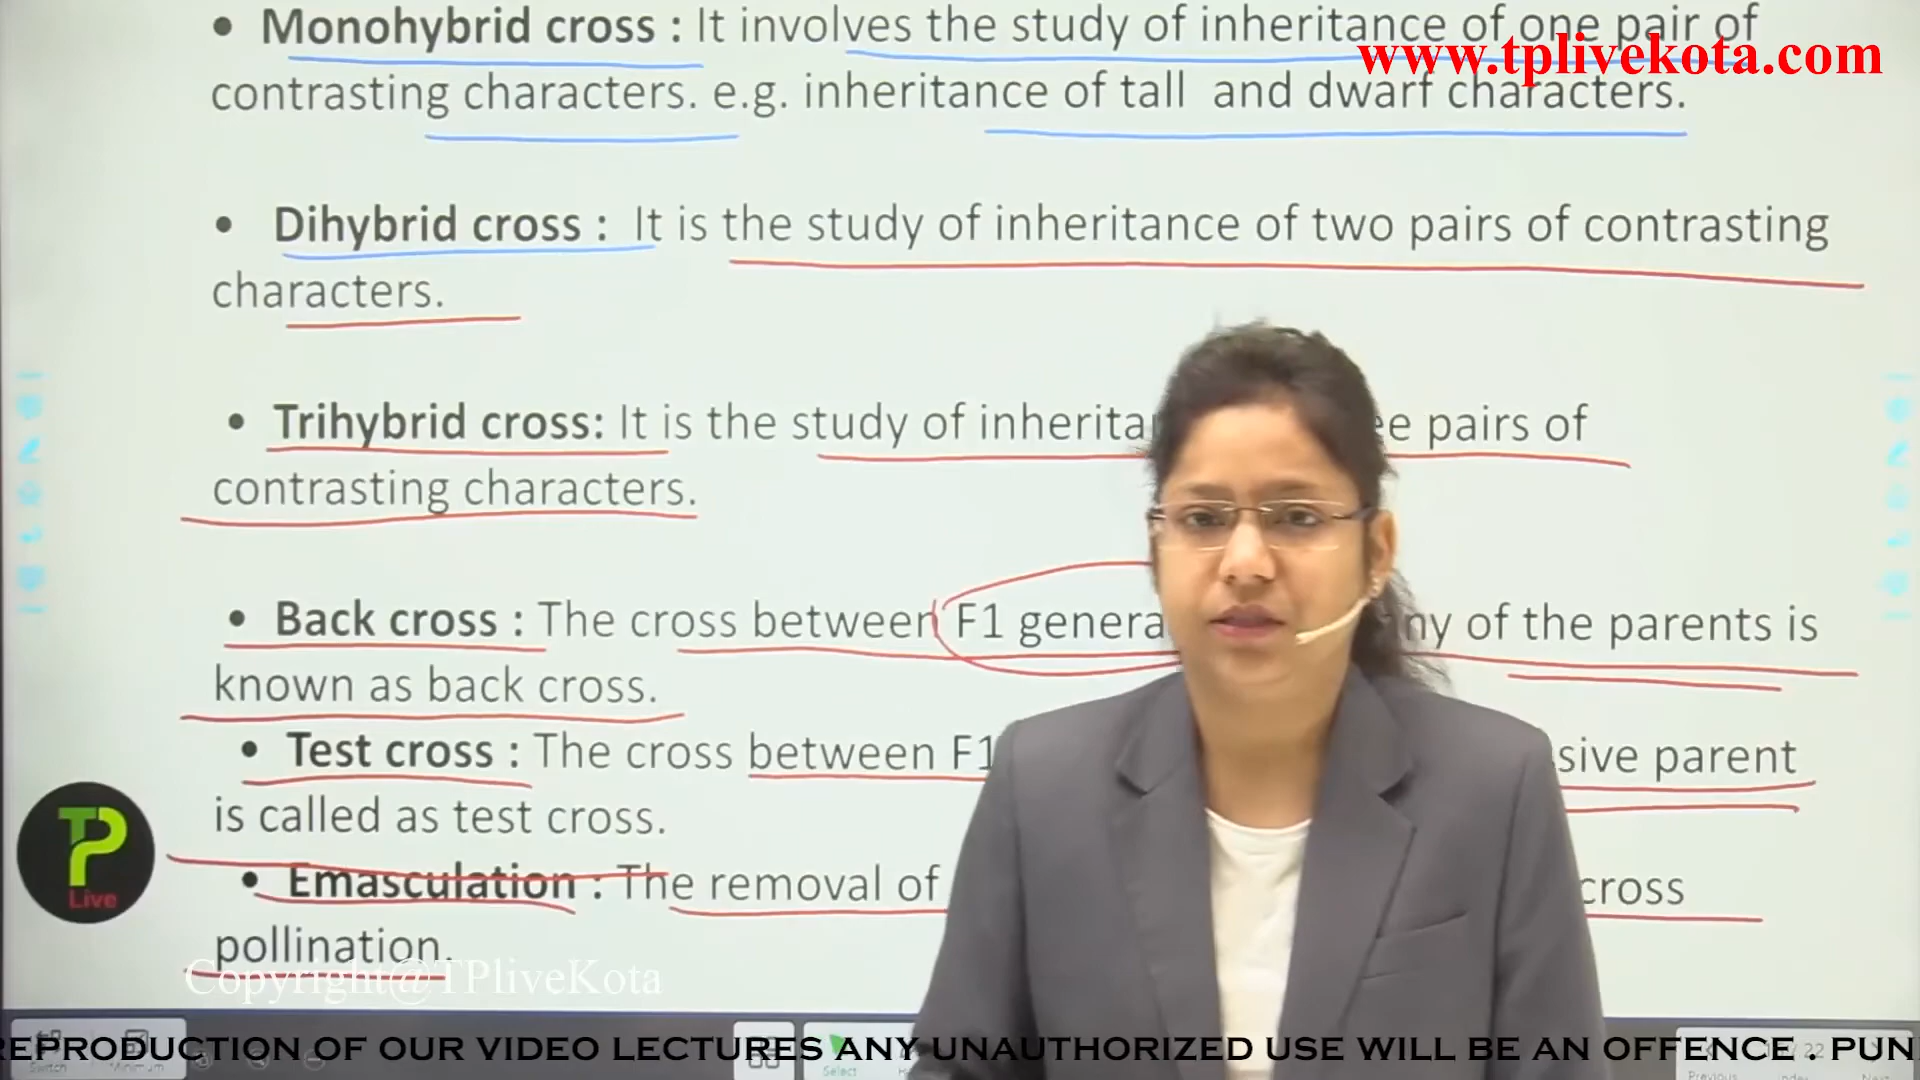 • Monohybrid cross : It involves the study of inheritance of one pair of
www.tplivekota.com
contrasting characters. e.g. inheritance of tall and dwarf characters.
• Dihybrid cross : It is the study of inheritance of two pairs of contrasting
characters.
• Trihybrid cross: It is the study of pairs of
contrasting characters.
• Back cross : The cross between F1 of the parents is
known as back cross.
• Test cross : The cross between F1 parent
is called as test cross.
• Emasculation : The removal of cross
pollination.
TP
Live
Copyright@TPliveKota
REPRODUCTION OF OUR VIDEO LECTURES ANY UNAUTHORIZED USE WILL BE AN OFFENCE . PUN
Switch Select Previous